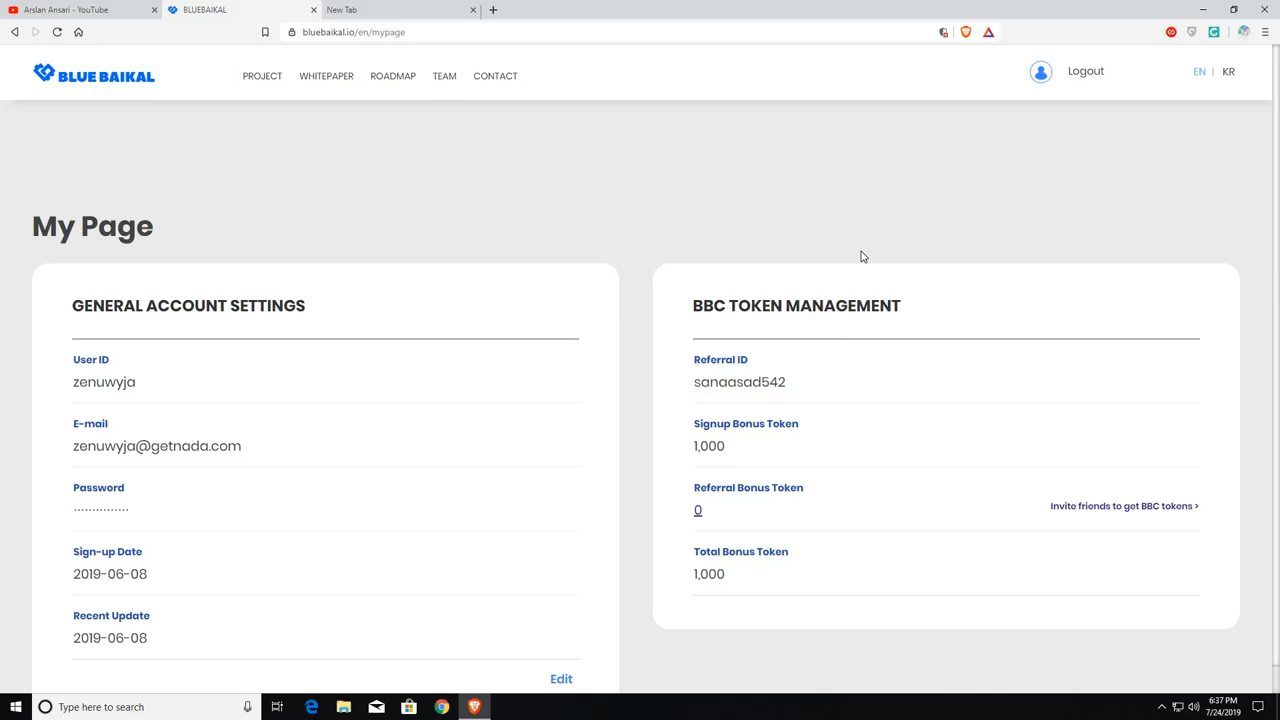 Arslan Ansari - YouTube
BLUEBAIKAL
New Tab
bluebaikal.io/en/mypage
BLUE BAIKAL
PROJECT
WHITEPAPER
ROADMAP
TEAM
CONTACT
Logout
EN | KR
My Page
GENERAL ACCOUNT SETTINGS
User ID
zenuwyja
E-mail
zenuwyja@getnada.com
Password
···············
Sign-up Date
2019-06-08
Recent Update
2019-06-08
Edit
BBC TOKEN MANAGEMENT
Referral ID
sanaasad542
Signup Bonus Token
1,000
Referral Bonus Token
0
Invite friends to get BBC tokens >
Total Bonus Token
1,000
Type here to search
6:37 PM
7/24/2019